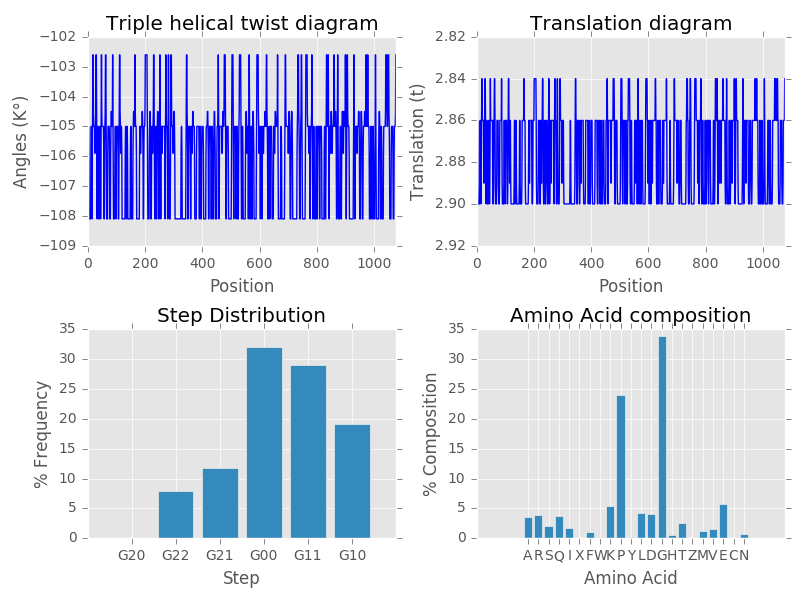 Triple helical twist diagram
−102
−103
−104
−105
−106
−107
−108
−109
Angles (K°)
0 200 400 600 800 1000
Position
Translation diagram
2.82
2.84
2.86
2.88
2.90
2.92
Translation (t)
0 200 400 600 800 1000
Position
Step Distribution
35
30
25
20
15
10
5
0
% Frequency
G20 G22 G21 G00 G11 G10
Step
Amino Acid composition
35
30
25
20
15
10
5
0
% Composition
A R S Q I X F W K P Y L D G H T Z M V E C N
Amino Acid